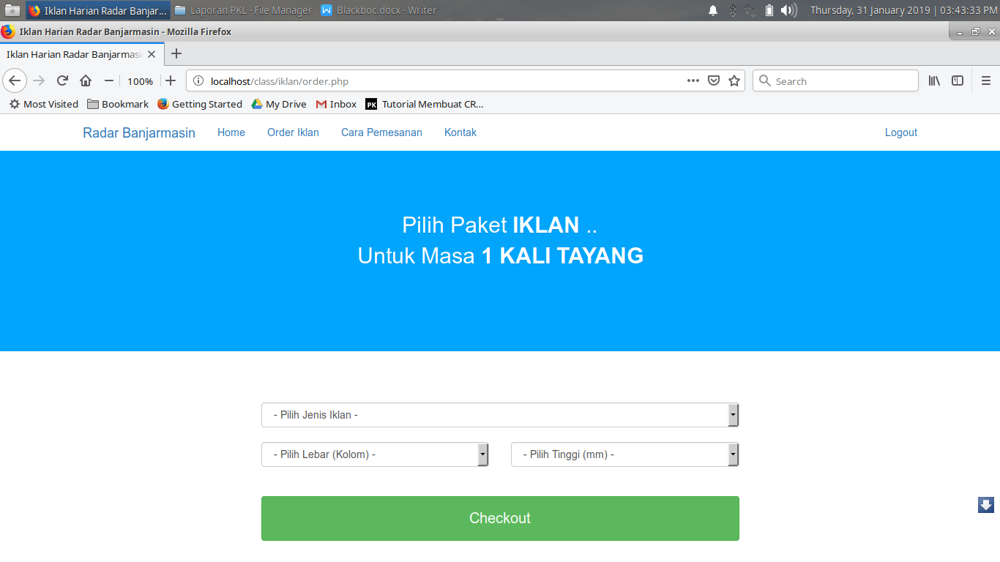 Iklan Harian Radar Banjar... Laporan PKL - File Manager Blackboc.docx - Writer Thursday, 31 January 2019 | 03:43:33 PM
Iklan Harian Radar Banjarmasin - Mozilla Firefox
Iklan Harian Radar Banjarmasi
100% localhost/class/iklan/order.php Search
Most Visited Bookmark Getting Started My Drive Inbox PK Tutorial Membuat CR...
Radar Banjarmasin Home Order Iklan Cara Pemesanan Kontak Logout
Pilih Paket IKLAN ..
Untuk Masa 1 KALI TAYANG
- Pilih Jenis Iklan -
- Pilih Lebar (Kolom) - - Pilih Tinggi (mm) -
Checkout